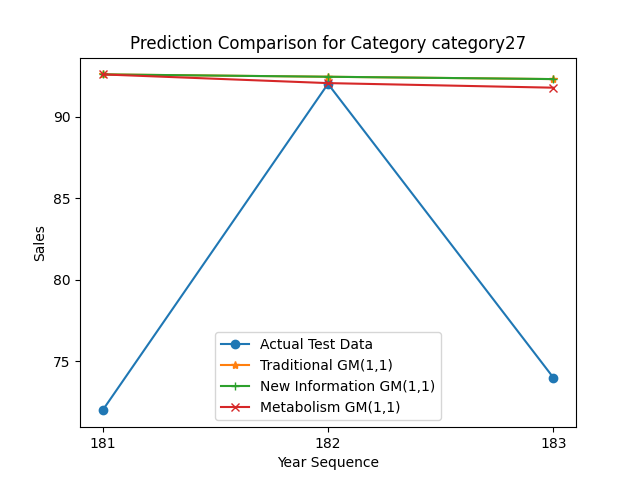 Prediction Comparison for Category category27
Sales
90
85
80
75
Actual Test Data
Traditional GM(1,1)
New Information GM(1,1)
Metabolism GM(1,1)
181
182
183
Year Sequence